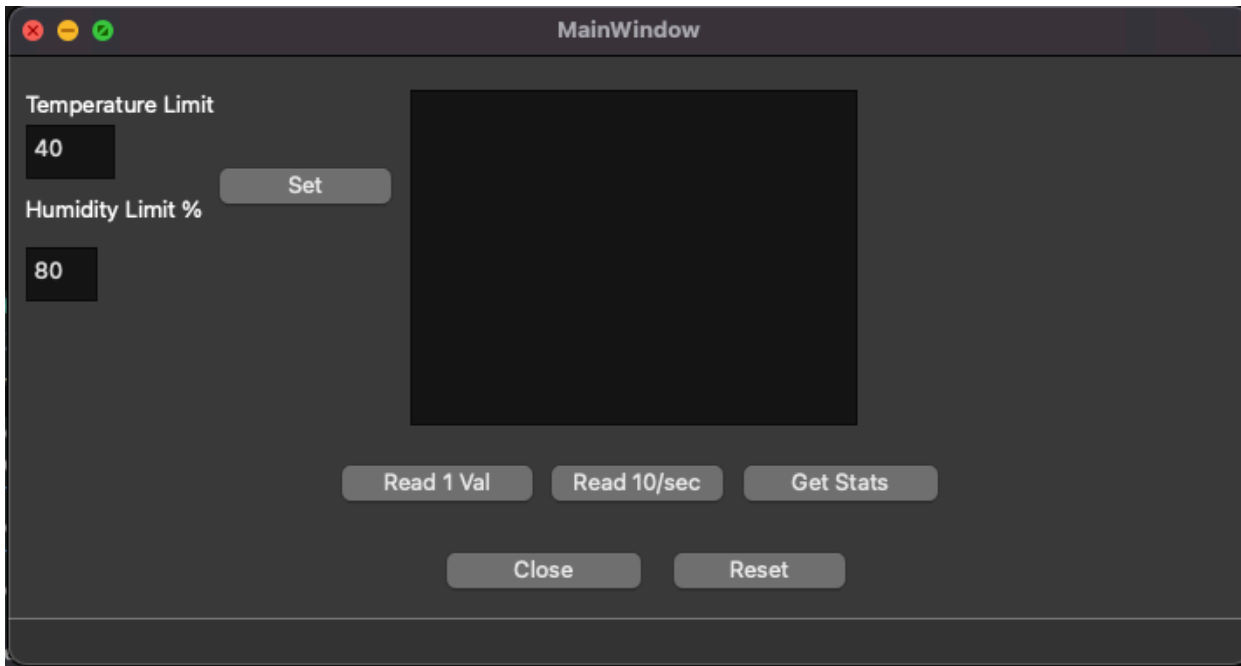 MainWindow
Temperature Limit
40
Set
Humidity Limit %
80
Read 1 Val Read 10/sec Get Stats
Close Reset